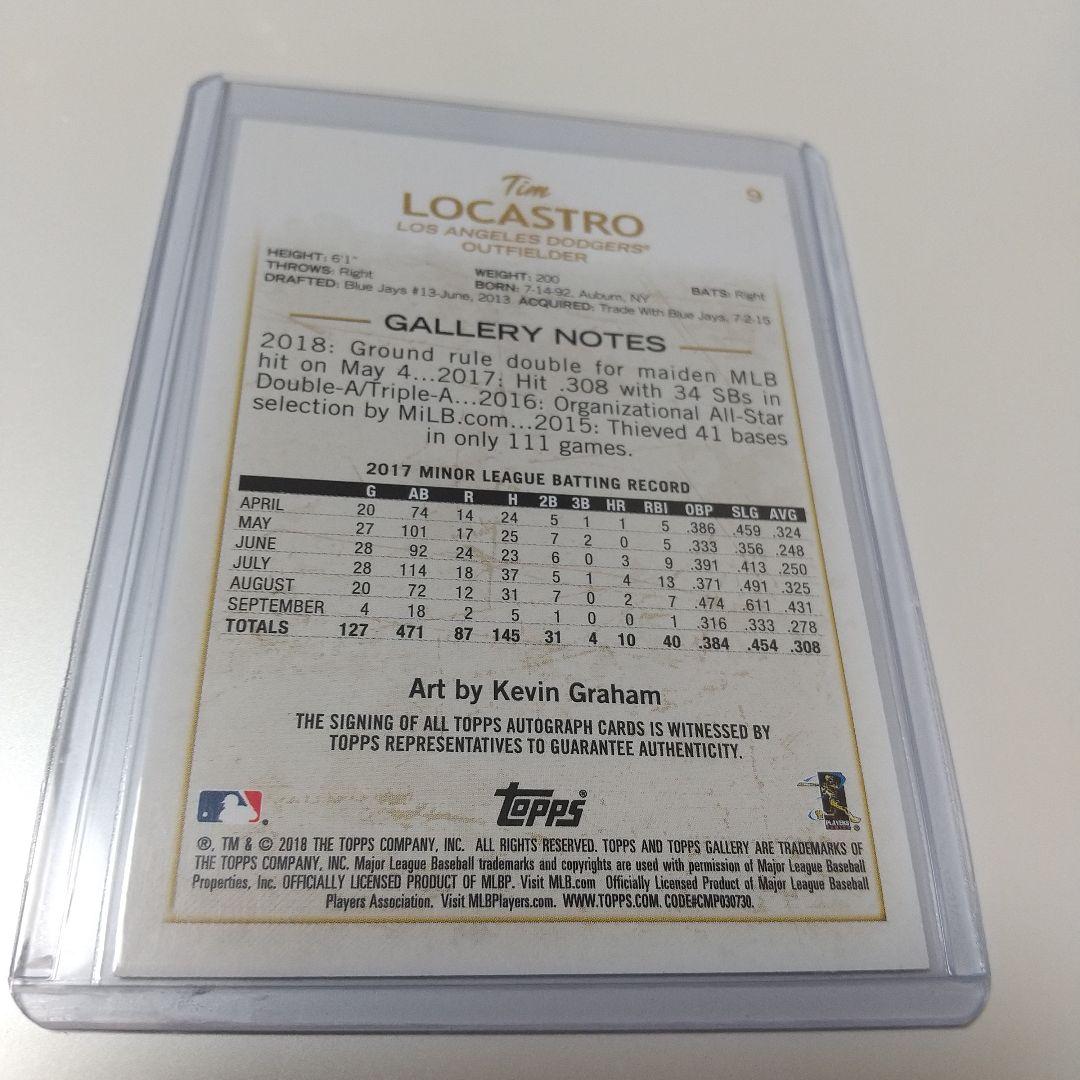 9
Tim
LOCASTRO
LOS ANGELES DODGERS®
OUTFIELDER
HEIGHT: 6'1" WEIGHT: 200 BATS: Right
THROWS: Right BORN: 7-14-92, Auburn, NY
DRAFTED: Blue Jays #13-June, 2013 ACQUIRED: Trade With Blue Jays, 7-2-15
GALLERY NOTES
2018: Ground rule double for maiden MLB
hit on May 4...2017: Hit .308 with 34 SBs in
Double-A/Triple-A...2016: Organizational All-Star
selection by MiLB.com...2015: Thieved 41 bases
in only 111 games.
2017 MINOR LEAGUE BATTING RECORD
G AB R H 2B 3B HR RBI OBP SLG AVG
APRIL 20 74 14 24 5 1 1 5 .386 .459 .324
MAY 27 101 17 25 7 2 0 5 .333 .356 .248
JUNE 28 92 24 23 6 0 3 9 .391 .413 .250
JULY 28 114 18 37 5 1 4 13 .371 .491 .325
AUGUST 20 72 12 31 7 0 2 7 .474 .611 .431
SEPTEMBER 4 18 2 5 1 0 0 1 .316 .333 .278
TOTALS 127 471 87 145 31 4 10 40 .384 .454 .308
Art by Kevin Graham
THE SIGNING OF ALL TOPPS AUTOGRAPH CARDS IS WITNESSED BY
TOPPS REPRESENTATIVES TO GUARANTEE AUTHENTICITY.
topps®
PLAYERS
®, TM & © 2018 THE TOPPS COMPANY, INC. ALL RIGHTS RESERVED. TOPPS AND TOPPS GALLERY ARE TRADEMARKS OF
THE TOPPS COMPANY, INC. Major League Baseball trademarks and copyrights are used with permission of Major League Baseball
Properties, Inc. OFFICIALLY LICENSED PRODUCT OF MLBP. Visit MLB.com Officially Licensed Product of Major League Baseball
Players Association. Visit MLBPlayers.com. WWW.TOPPS.COM. CODE#CMP030730.